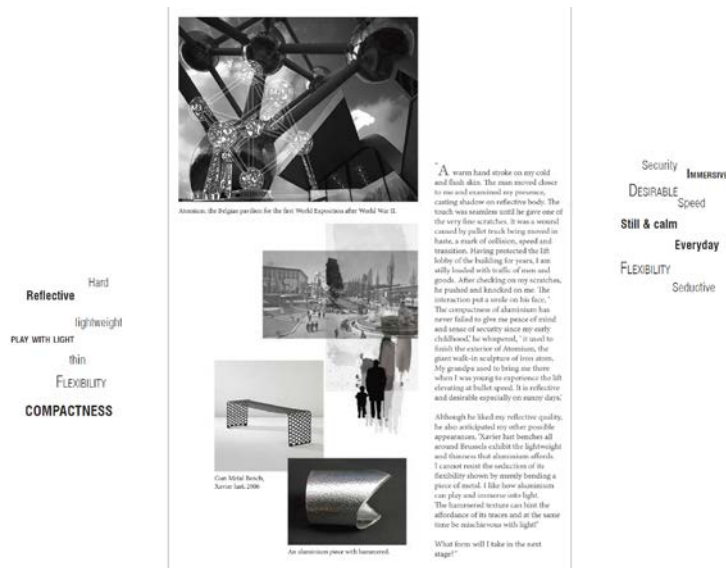 Hard
Reflective
lightweight
PLAY WITH LIGHT
thin
FLEXIBILITY
COMPACTNESS
Atomium, the Belgian pavilion for the first World Exposition after World War II.
Gun Metal Bench,
Xavier lust, 2006
An aluminium piece with hammered.
"A warm hand stroke on my cold
and flush skin. The man moved closer
to me and examined my presence,
casting shadow on reflective body. The
touch was seamless until he gave one of
the very fine scratches. It was a wound
caused by pallet truck being moved in
haste, a mark of collision, speed and
transition. Having protected the lift
lobby of the building for years, I am
stilly loaded with traffic of men and
goods. After checking on my scratches,
he pushed and knocked on me. The
interaction put a smile on his face, "
The compactness of aluminium has
never failed to give me peace of mind
and sense of security since my early
childhood,' he whispered, ' it used to
finish the exterior of Atomium, the
giant walk-in sculpture of iron atom.
My grandpa used to bring me there
when I was young to experience the lift
elevating at bullet speed. It is reflective
and desirable especially on sunny days.'
Although he liked my reflective quality,
he also anticipated my other possible
appearances. 'Xavier lust benches all
around Brussels exhibit the lightweight
and thinness that aluminium affords.
I cannot resist the seduction of its
flexibility shown by merely bending a
piece of metal. I like how aluminium
can play and immerse into light.
The hammered texture can hint the
affordance of its traces and at the same
time be mischievous with light!'
What form will I take in the next
stage?"
Security
IMMERSIVE
DESIRABLE
Speed
Still & calm
Everyday
FLEXIBILITY
Seductive